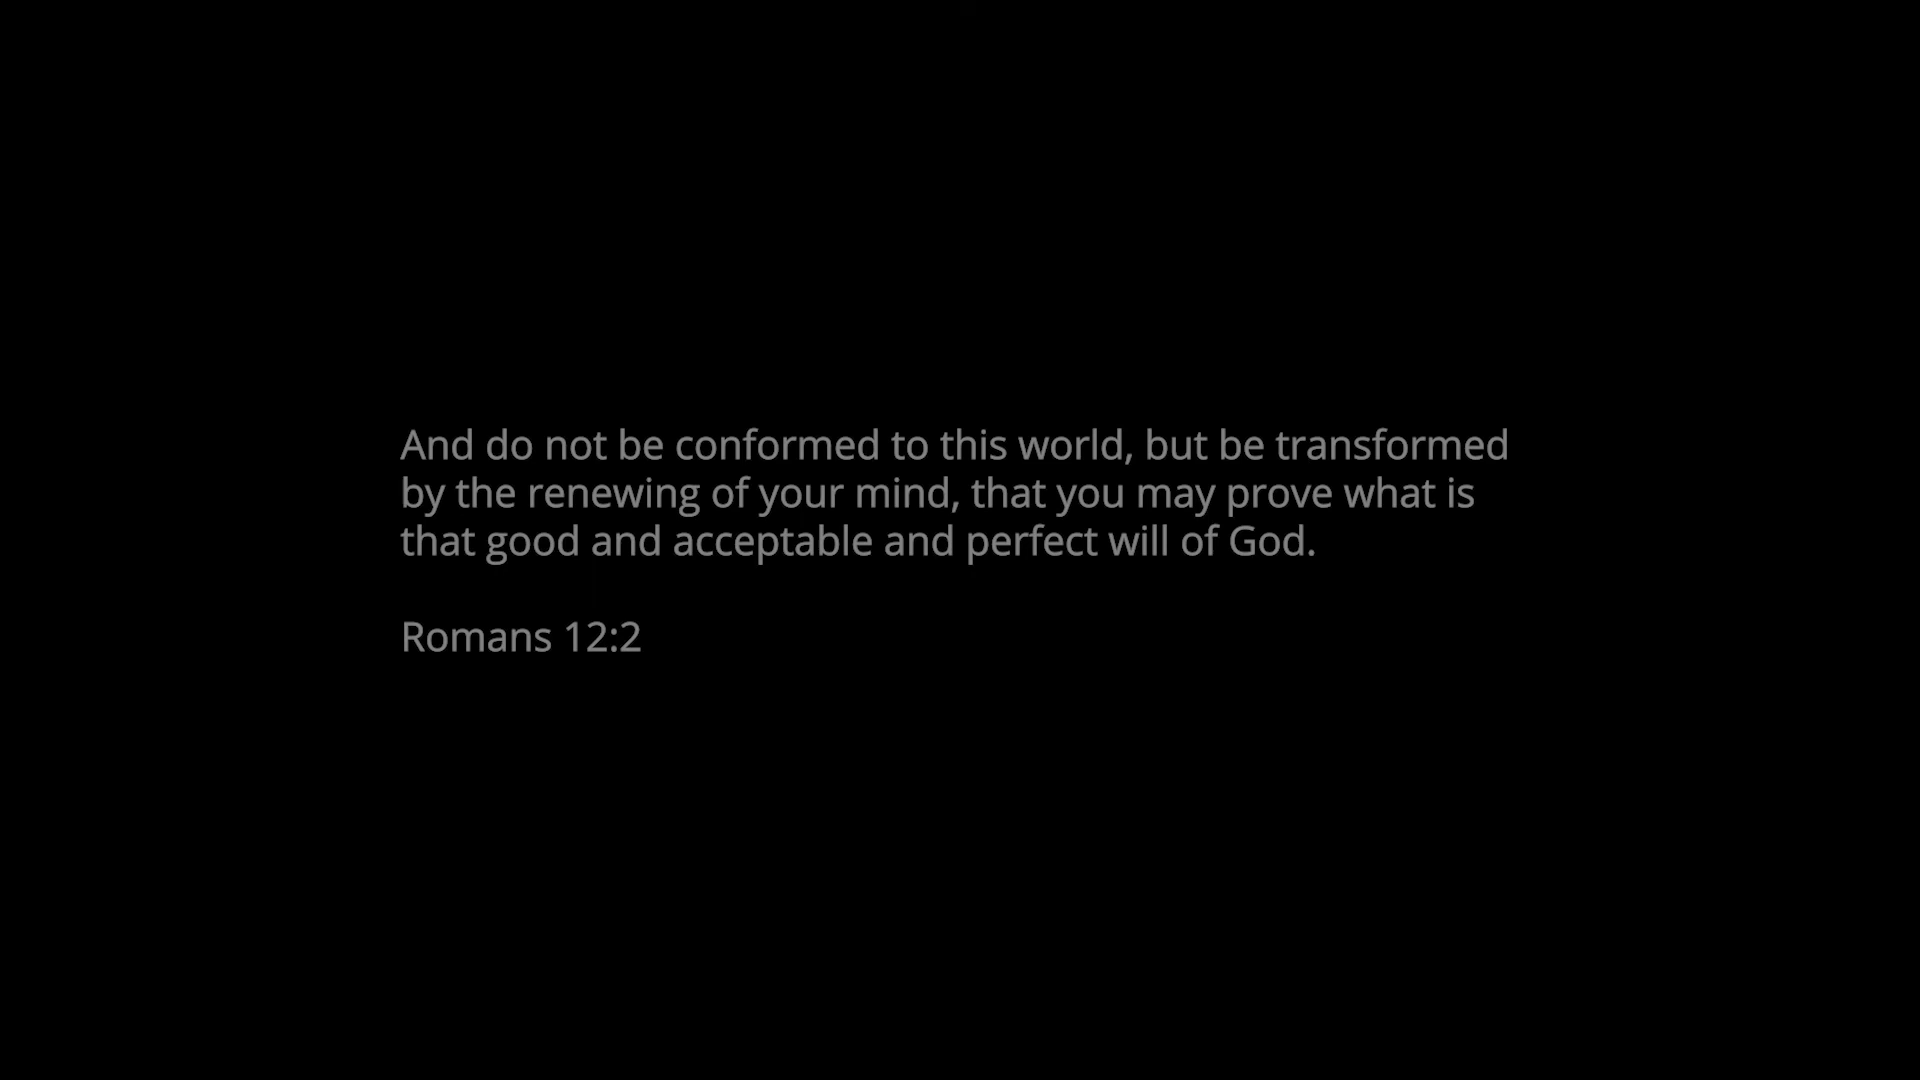 And do not be conformed to this world, but be transformed
by the renewing of your mind, that you may prove what is
that good and acceptable and perfect will of God.
Romans 12:2